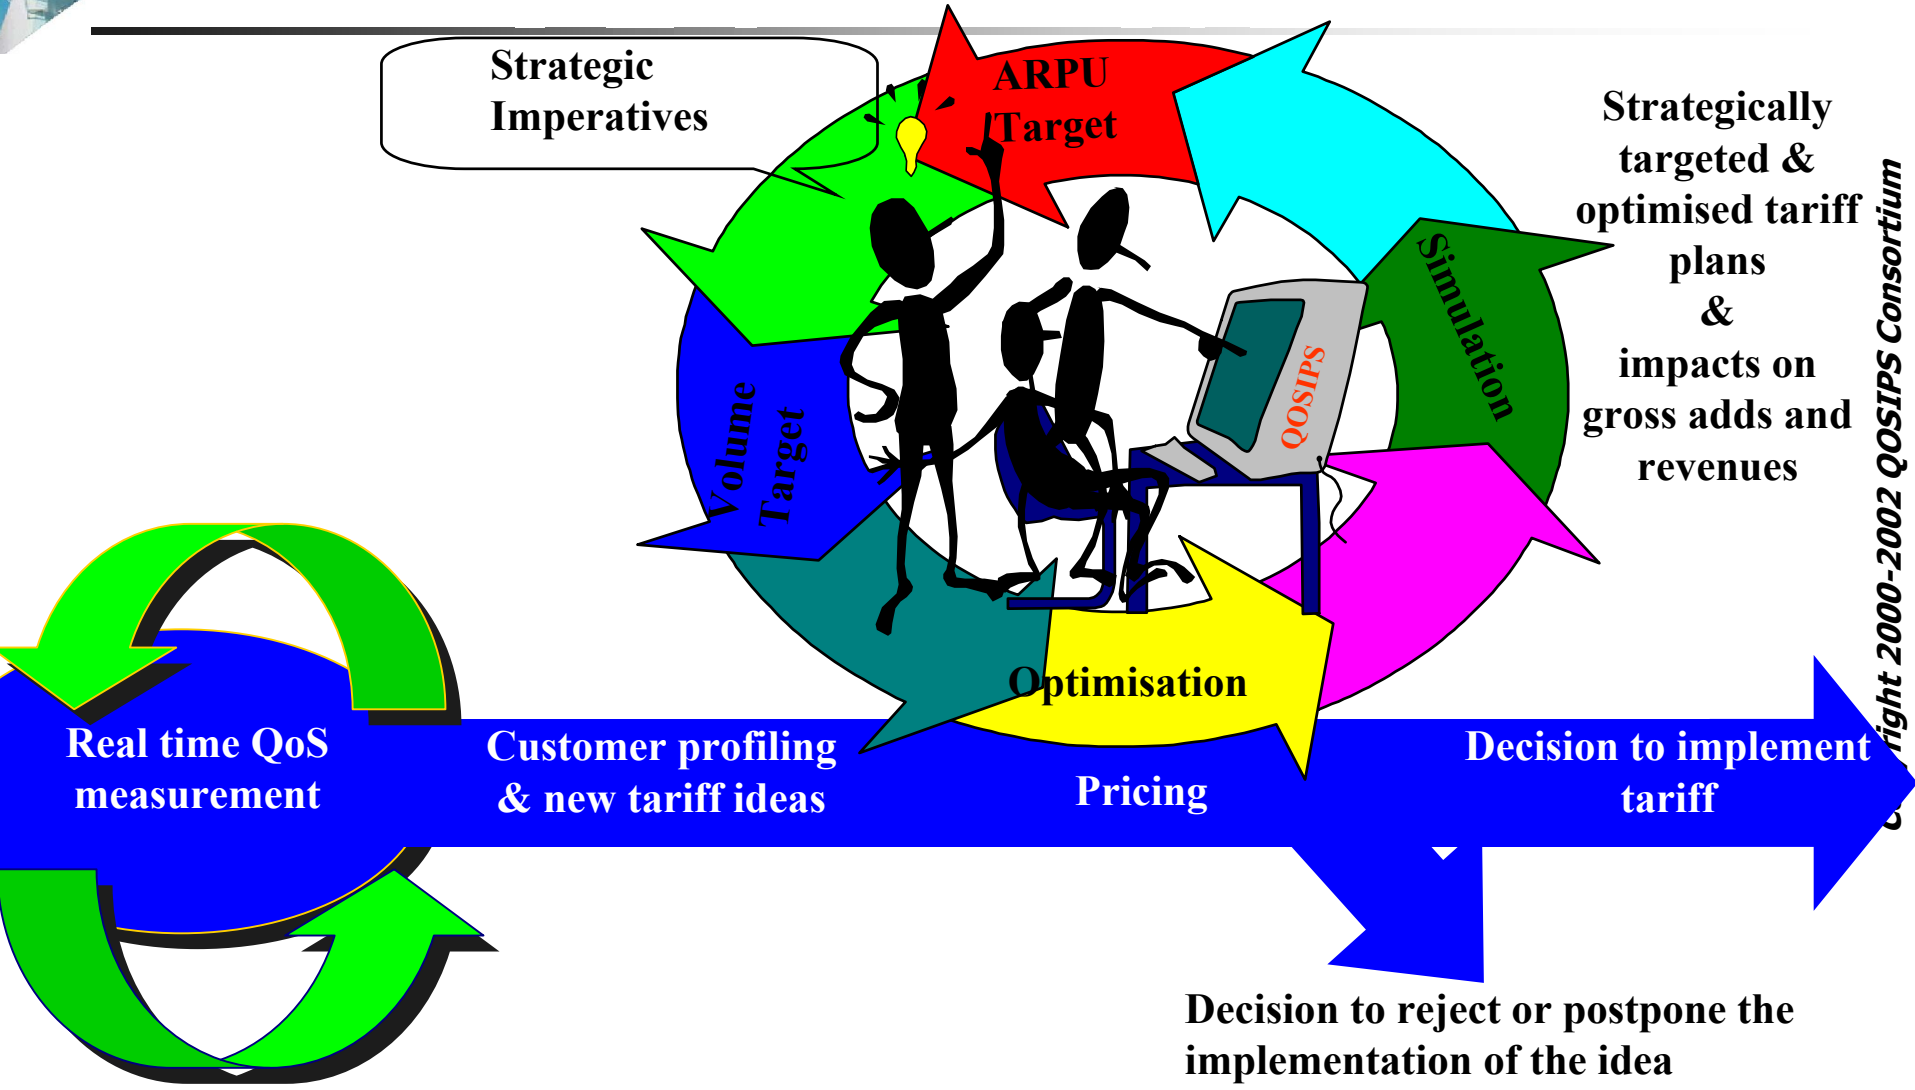 Strategic
Imperatives
ARPU
Target
Strategically
targeted &
optimised tariff
plans
&
impacts on
gross adds and
revenues
Simulation
QOSIPS
Volume
Target
Optimisation
Real time QoS
measurement
Customer profiling
& new tariff ideas
Pricing
Decision to implement
tariff
Decision to reject or postpone the
implementation of the idea
right 2000-2002 QOSIPS Consortium